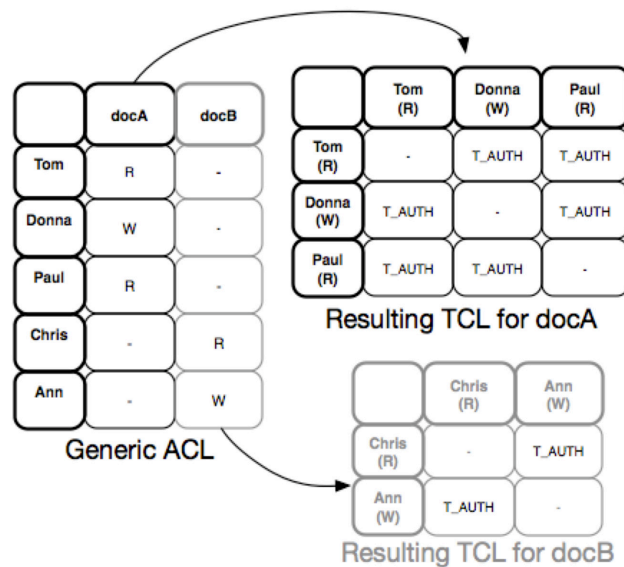 docA docB
Tom R -
Donna W -
Paul R -
Chris - R
Ann - W
Generic ACL
Tom Donna Paul
(R) (W) (R)
Tom
(R) - T_AUTH T_AUTH
Donna
(W) T_AUTH - T_AUTH
Paul
(R) T_AUTH T_AUTH -
Resulting TCL for docA
Chris Ann
(R) (W)
Chris
(R) - T_AUTH
Ann
(W) T_AUTH -
Resulting TCL for docB